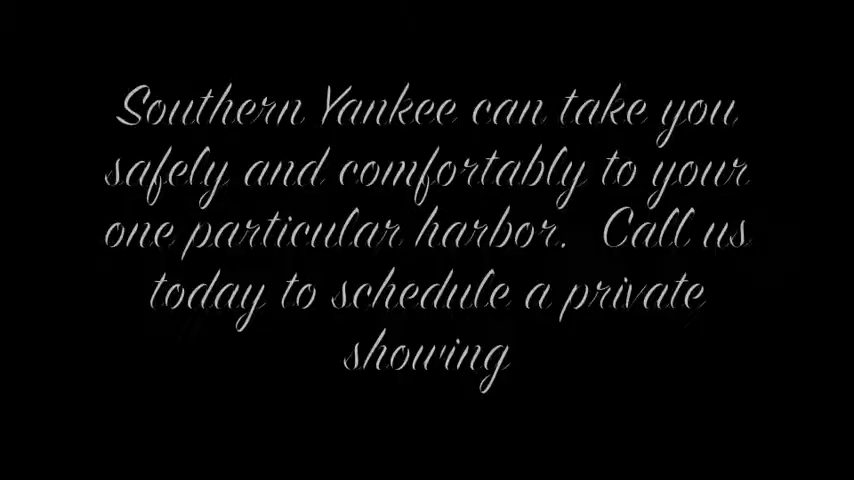 Southern Yankee can take you
safely and comfortably to your
one particular harbor.  Call us
today to schedule a private
showing